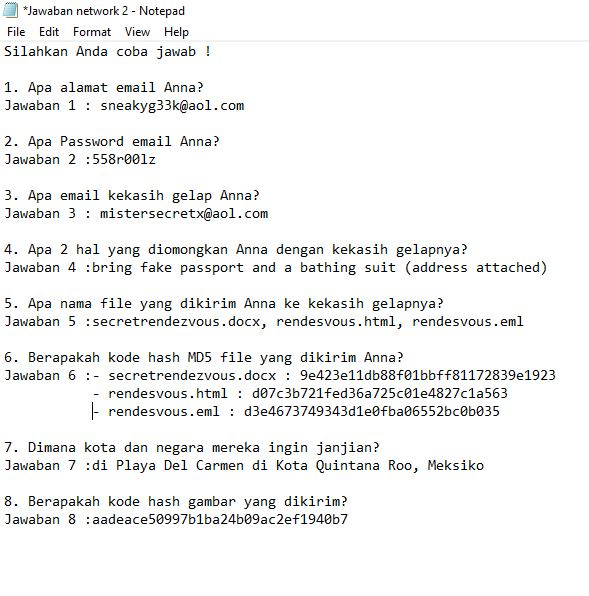 *Jawaban network 2 - Notepad
File Edit Format View Help
Silahkan Anda coba jawab !
1. Apa alamat email Anna?
Jawaban 1 : sneakyg33k@aol.com
2. Apa Password email Anna?
Jawaban 2 :558r00lz
3. Apa email kekasih gelap Anna?
Jawaban 3 : mistersecretx@aol.com
4. Apa 2 hal yang diomongkan Anna dengan kekasih gelapnya?
Jawaban 4 :bring fake passport and a bathing suit (address attached)
5. Apa nama file yang dikirim Anna ke kekasih gelapnya?
Jawaban 5 :secretrendezvous.docx, rendesvous.html, rendesvous.eml
6. Berapakah kode hash MD5 file yang dikirim Anna?
Jawaban 6 :- secretrendezvous.docx : 9e423e11db88f01bbff81172839e1923
- rendesvous.html : d07c3b721fed36a725c01e4827c1a563
- rendesvous.eml : d3e4673749343d1e0fba06552bc0b035
7. Dimana kota dan negara mereka ingin janjian?
Jawaban 7 :di Playa Del Carmen di Kota Quintana Roo, Meksiko
8. Berapakah kode hash gambar yang dikirim?
Jawaban 8 :aadeace50997b1ba24b09ac2ef1940b7